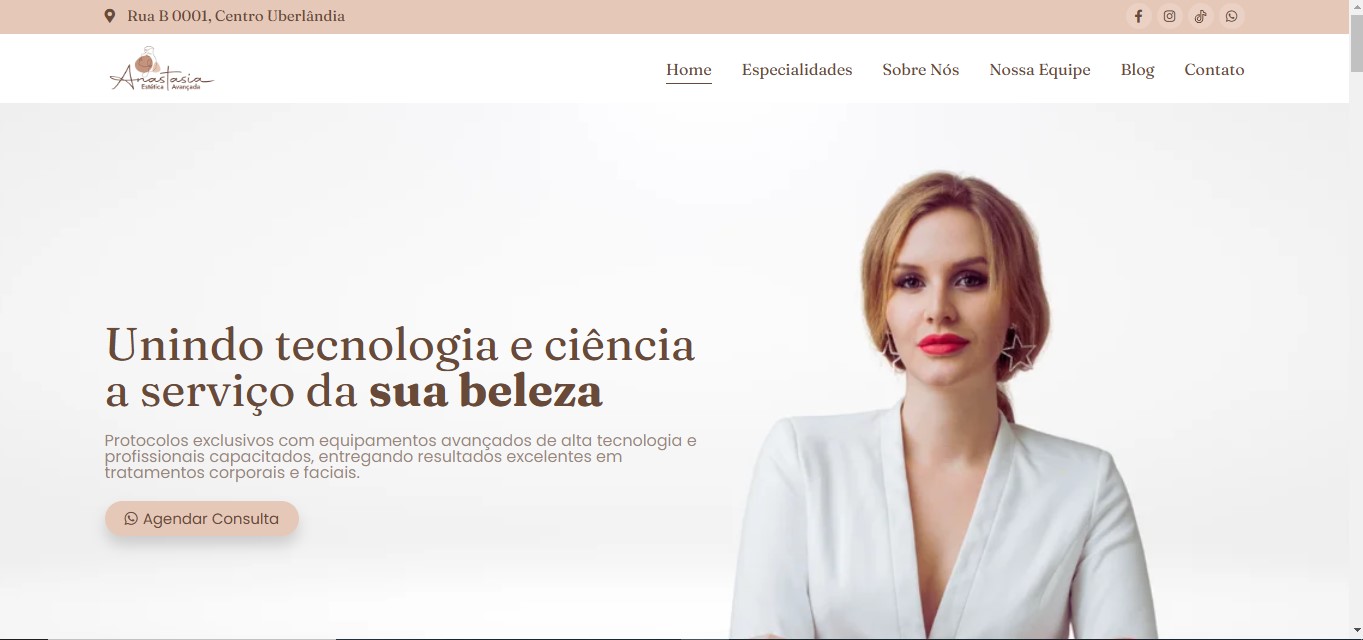 Rua B 0001, Centro Uberlândia
Anastasia
Estética | Avançada
Home
Especialidades
Sobre Nós
Nossa Equipe
Blog
Contato
Unindo tecnologia e ciência
a serviço da sua beleza
Protocolos exclusivos com equipamentos avançados de alta tecnologia e
profissionais capacitados, entregando resultados excelentes em
tratamentos corporais e faciais.
Agendar Consulta